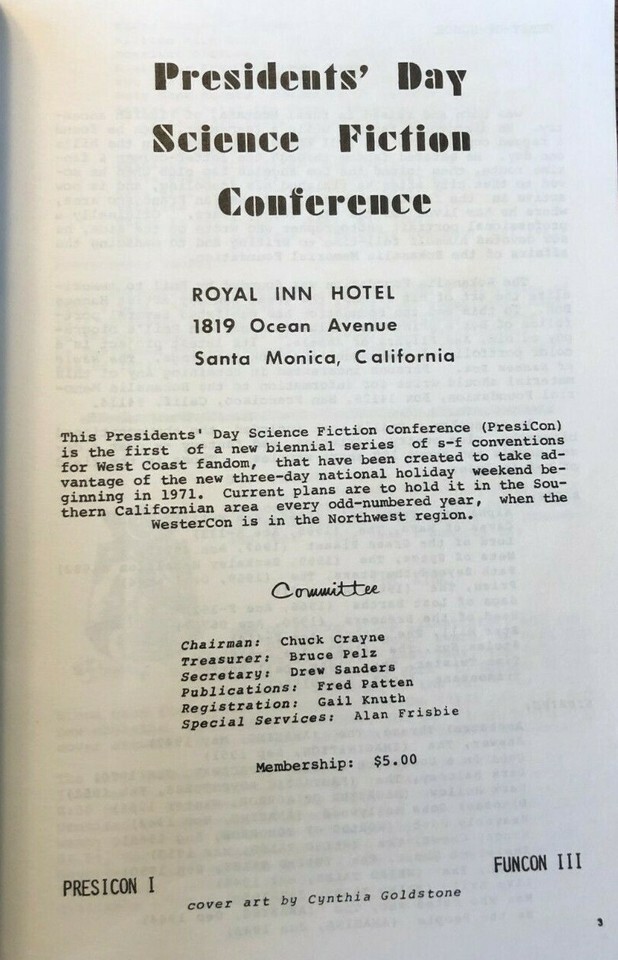 Presidents' Day
Science Fiction
Conference
ROYAL INN HOTEL
1819 Ocean Avenue
Santa Monica, California
This Presidents' Day Science Fiction Conference (PresiCon)
is the first of a new biennial series of s-f conventions
for West Coast fandom, that have been created to take ad-
vantage of the new three-day national holiday weekend be-
ginning in 1971. Current plans are to hold it in the Sou-
thern Californian area every odd-numbered year, when the
WesterCon is in the Northwest region.
Committee
Chairman: Chuck Crayne
Treasurer: Bruce Pelz
Secretary: Drew Sanders
Publications: Fred Patten
Registration: Gail Knuth
Special Services: Alan Frisbie
Membership: $5.00
PRESICON I
FUNCON III
cover art by Cynthia Goldstone
3